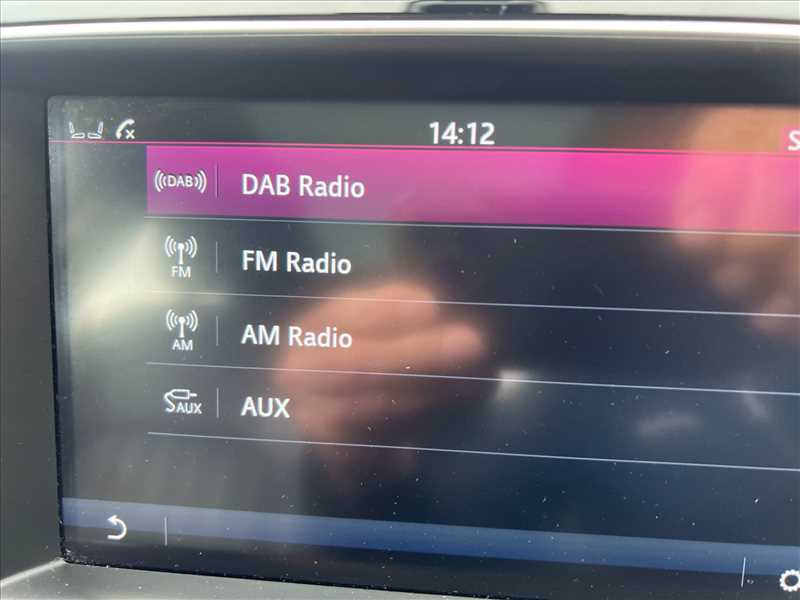 14:12
S
DAB DAB Radio
FM FM Radio
AM AM Radio
AUX AUX